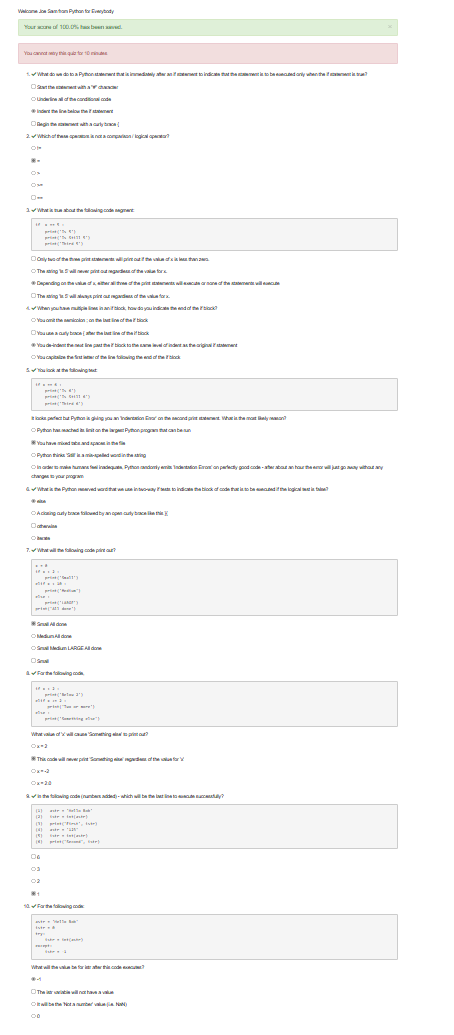 Welcome Joe Sam from Python for Everybody
Your score of 100.0% has been saved.
×
You cannot retry this quiz for 10 minutes
1. ✔ What do we do to a Python statement that is immediately after an if statement to indicate that the statement is to be executed only when the if statement is true?
Start the statement with a "#" character
Underline all of the conditional code
Indent the line below the if statement
Begin the statement with a curly brace {
2. ✔ Which of these operators is not a comparison / logical operator?
!=
=
>
>=
==
3. ✔ What is true about the following code segment:
if x == 5 :
print('Is 5')
print('Is Still 5')
print('Third 5')
Only two of the three print statements will print out if the value of x is less than zero.
The string 'Is 5' will never print out regardless of the value for x.
Depending on the value of x, either all three of the print statements will execute or none of the statements will execute
The string 'Is 5' will always print out regardless of the value for x.
4. ✔ When you have multiple lines in an if block, how do you indicate the end of the if block?
You omit the semicolon ; on the last line of the if block
You use a curly brace { after the last line of the if block
You de-indent the next line past the if block to the same level of indent as the original if statement
You capitalize the first letter of the line following the end of the if block
5. ✔ You look at the following text:
if x == 6 :
print('Is 6')
print('Is Still 6')
print('Third 6')
It looks perfect but Python is giving you an 'Indentation Error' on the second print statement. What is the most likely reason?
Python has reached its limit on the largest Python program that can be run
You have mixed tabs and spaces in the file
Python thinks 'Still' is a mis-spelled word in the string
In order to make humans feel inadequate, Python randomly emits 'Indentation Errors' on perfectly good code - after about an hour the error will just go away without any
changes to your program
6. ✔ What is the Python reserved word that we use in two-way if tests to indicate the block of code that is to be executed if the logical test is false?
else
A closing curly brace followed by an open curly brace like this }{
otherwise
iterate
7. ✔ What will the following code print out?
x = 0
if x < 2 :
print('Small')
elif x < 10 :
print('Medium')
else :
print('LARGE')
print('All done')
Small All done
Medium All done
Small Medium LARGE All done
Small
8. ✔ For the following code,
if x < 2 :
print('Below 2')
elif x >= 2 :
print('Two or more')
else :
print('Something else')
What value of 'x' will cause 'Something else' to print out?
x = 2
This code will never print 'Something else' regardless of the value for 'x'
x = -2
x = 2.0
9. ✔ In the following code (numbers added) - which will be the last line to execute successfully?
(1) astr = 'Hello Bob'
(2) istr = int(astr)
(3) print('First', istr)
(4) astr = '123'
(5) istr = int(astr)
(6) print('Second', istr)
6
3
2
1
10. ✔ For the following code:
astr = 'Hello Bob'
istr = 0
try:
istr = int(astr)
except:
istr = -1
What will the value be for istr after this code executes?
-1
The istr variable will not have a value
It will be the 'Not a number' value (i.e. NaN)
0